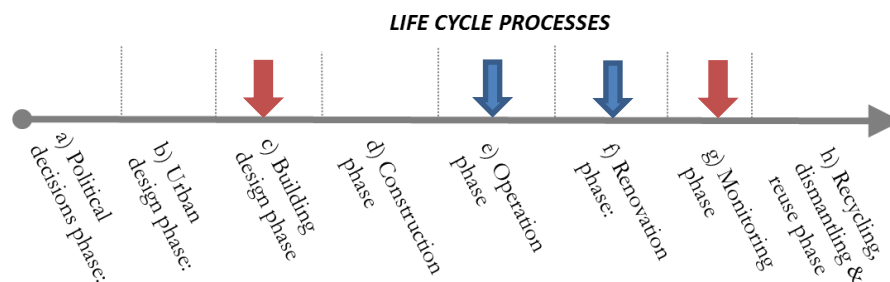 LIFE CYCLE PROCESSES
a) Political
decisions phase:
b) Urban
design phase:
c) Building
design phase
d) Construction
phase
e) Operation
phase
f) Renovation
phase:
g) Monitoring
phase
h) Recycling,
dismantling &
reuse phase